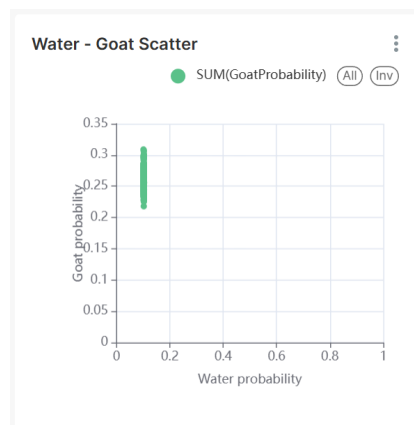 Water - Goat Scatter
SUM(GoatProbability) All Inv
Goat probability
0.35
0.3
0.25
0.2
0.15
0.1
0.05
0
0 0.2 0.4 0.6 0.8 1
Water probability